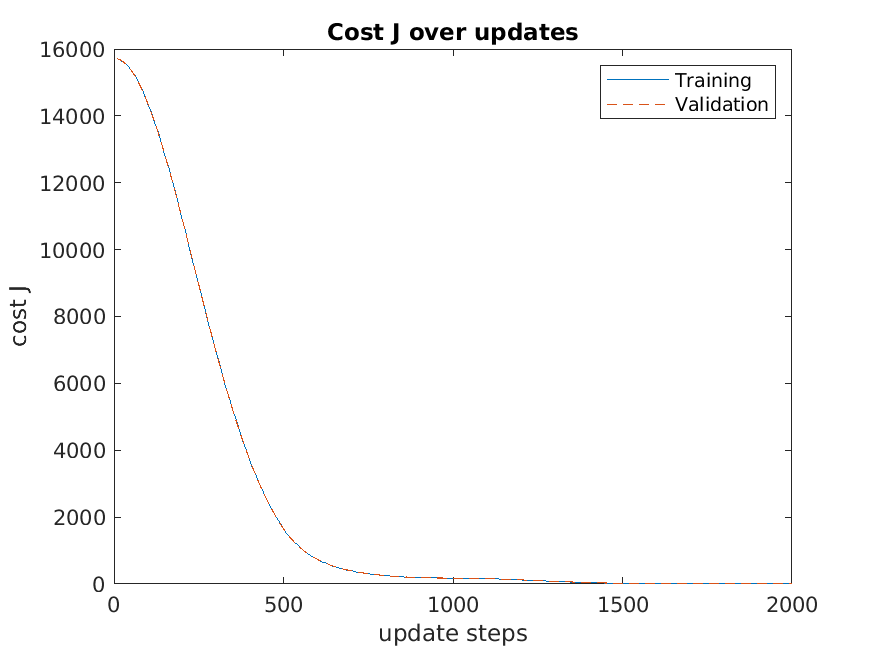 Cost J over updates
Training
Validation
16000
14000
12000
10000
8000
6000
4000
2000
0
cost J
0 500 1000 1500 2000
update steps